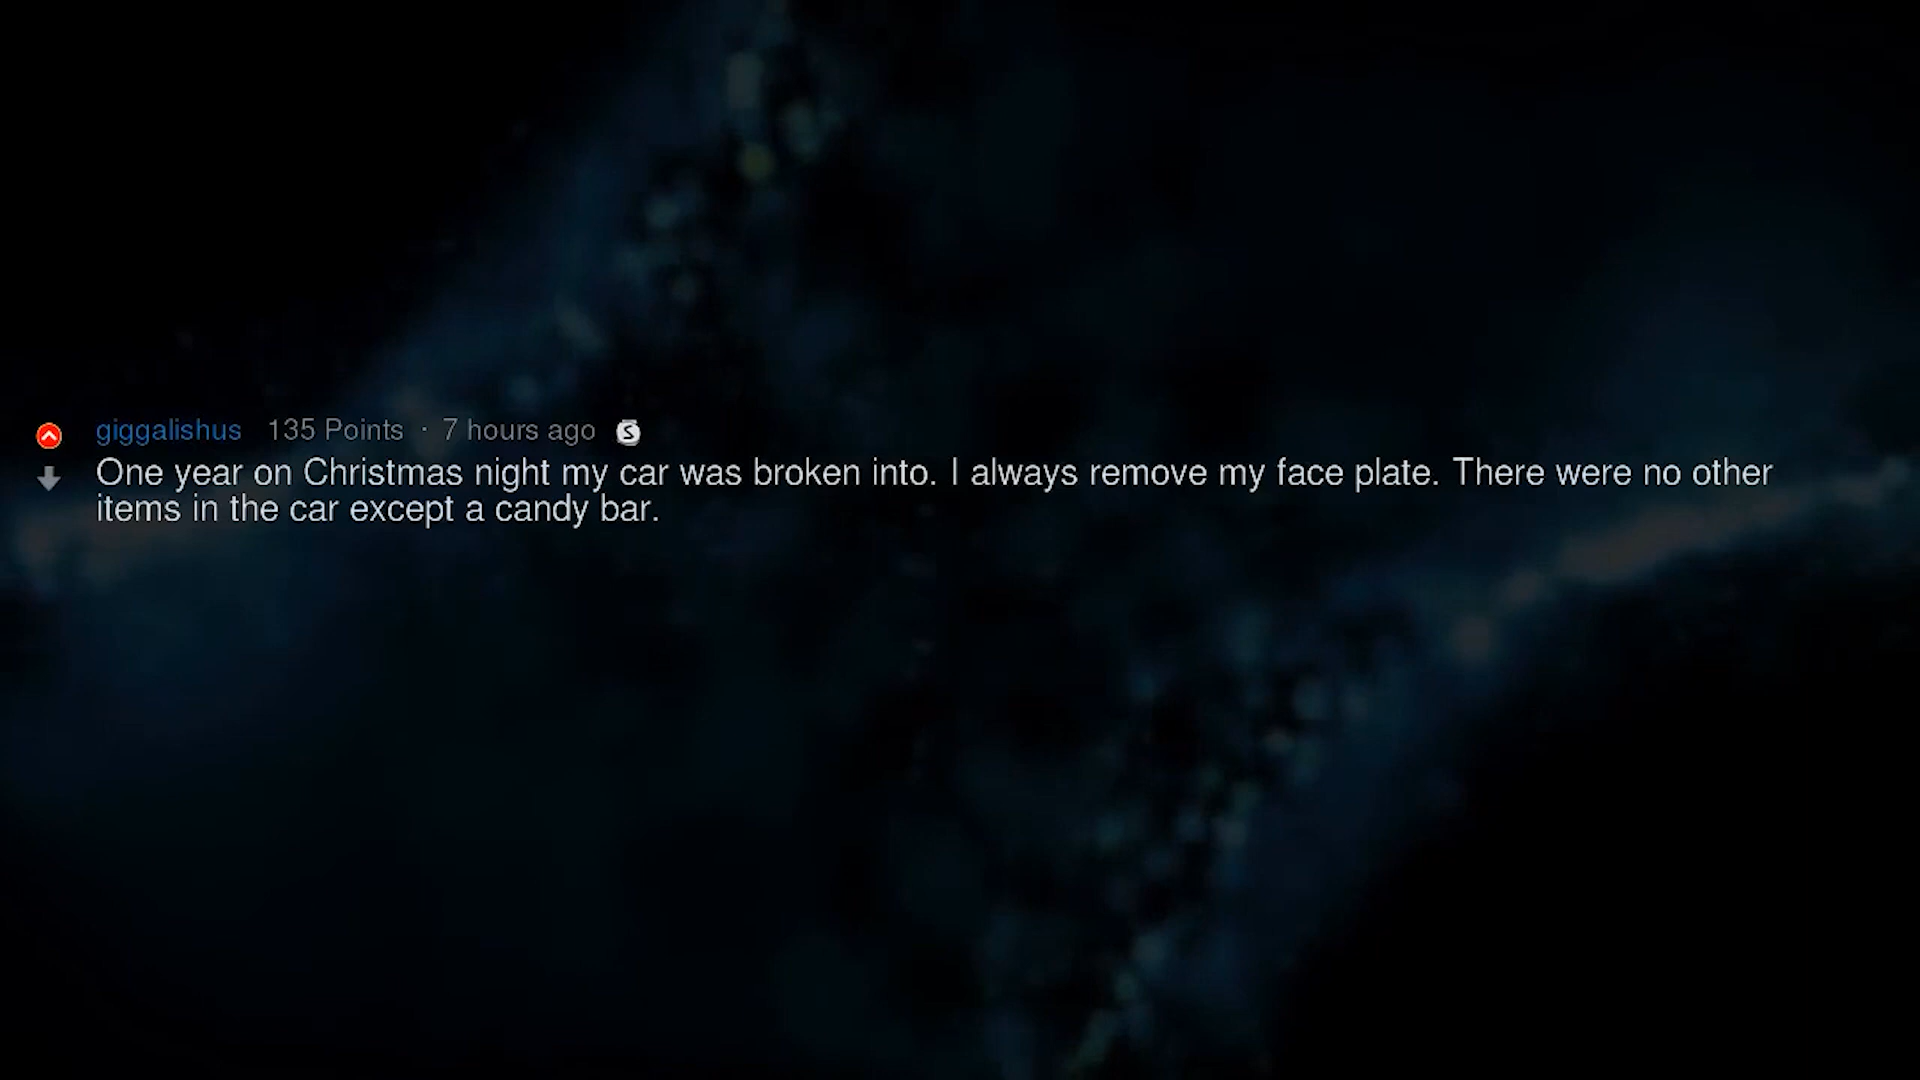 giggalishus 135 Points · 7 hours ago S
One year on Christmas night my car was broken into. I always remove my face plate. There were no other
items in the car except a candy bar.